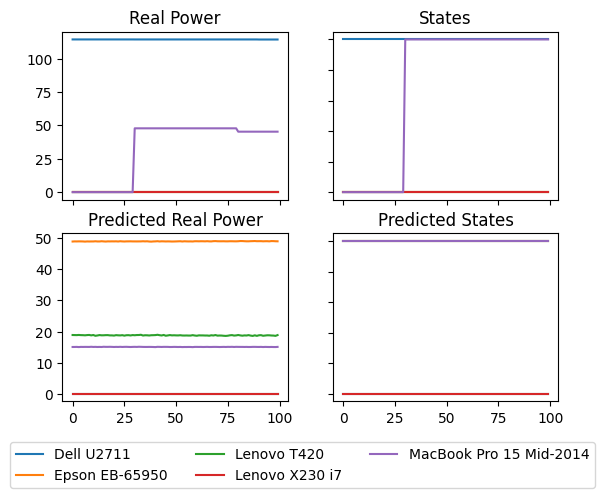 Real Power
States
100
75
50
25
0
Predicted Real Power
Predicted States
50
40
30
20
10
0
0 25 50 75 100
0 25 50 75 100
Dell U2711
Lenovo T420
MacBook Pro 15 Mid-2014
Epson EB-65950
Lenovo X230 i7